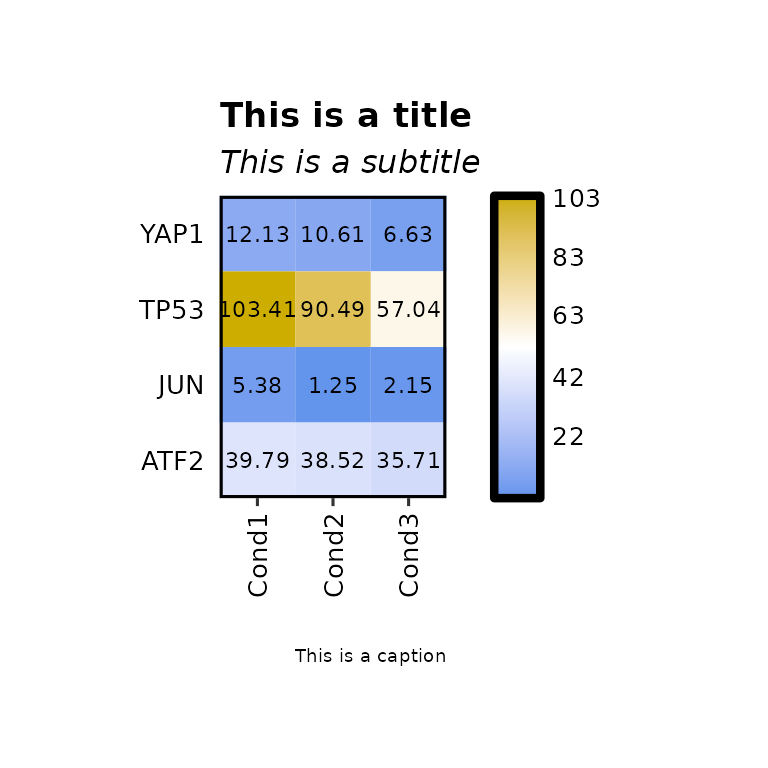 This is a title
This is a subtitle
YAP1 12.13 10.61 6.63
TP53 103.41 90.49 57.04
JUN 5.38 1.25 2.15
ATF2 39.79 38.52 35.71
Cond1 Cond2 Cond3
103
83
63
42
22
This is a caption